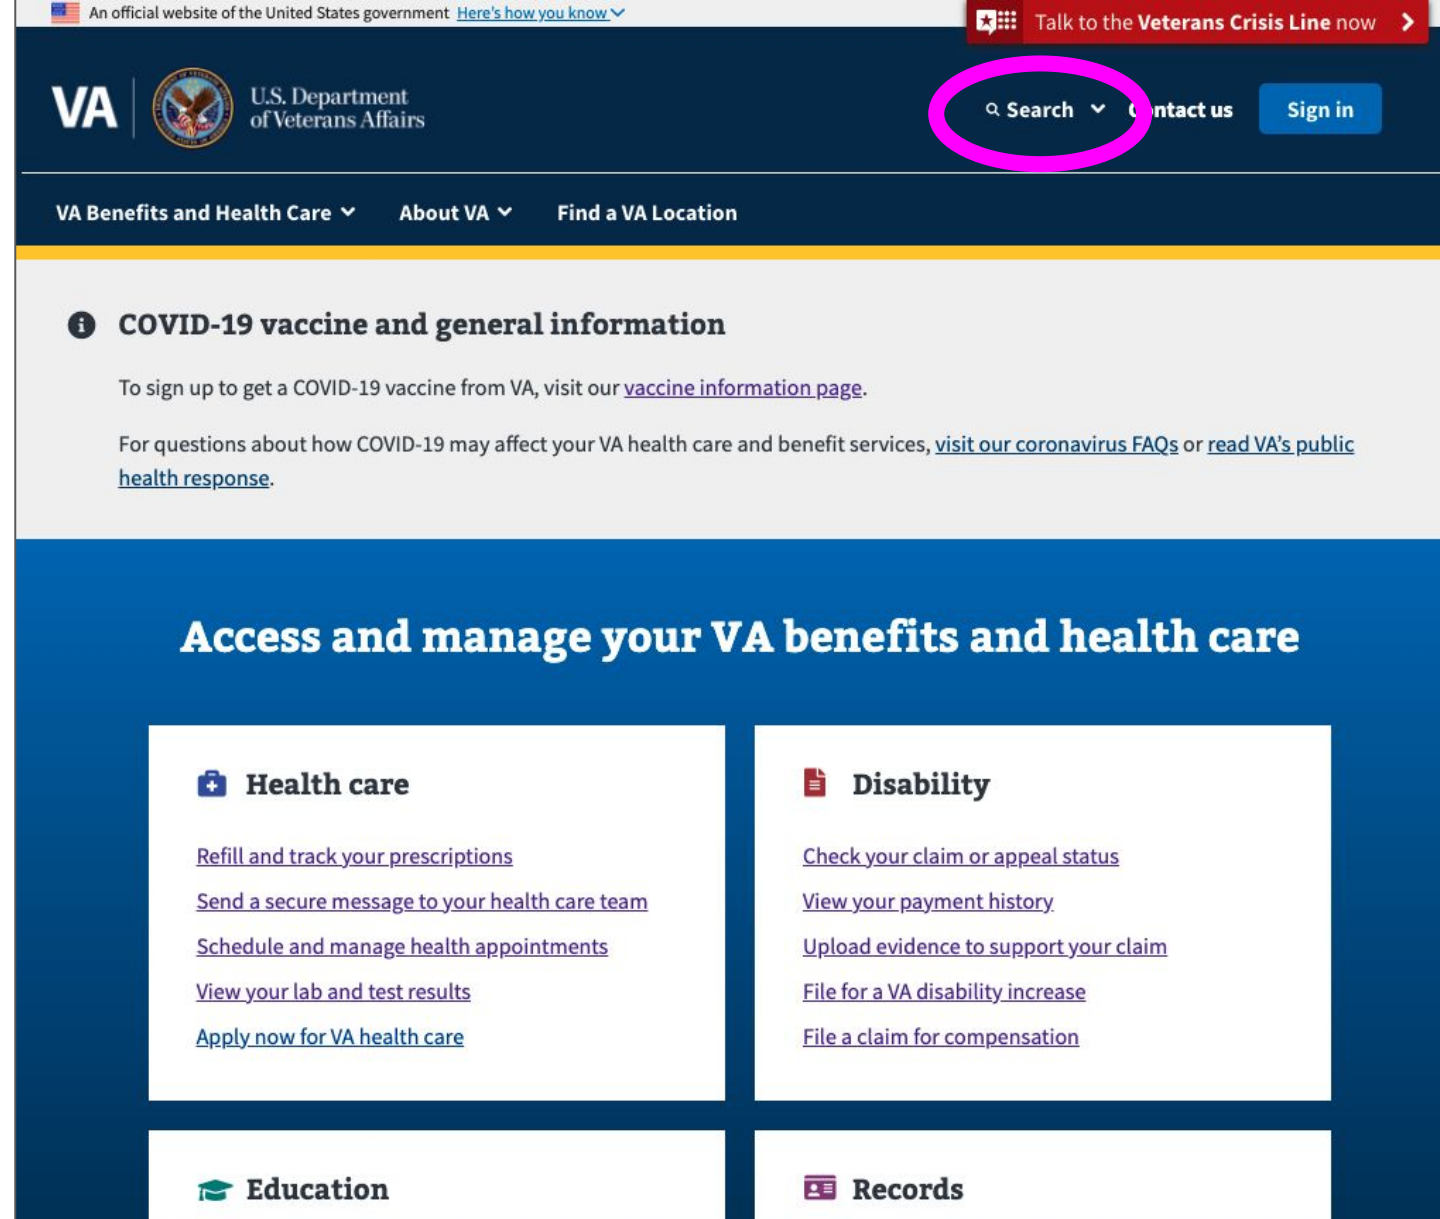 An official website of the United States government Here's how you know
Talk to the Veterans Crisis Line now
VA
U.S. Department
of Veterans Affairs
Search
Contact us
Sign in
VA Benefits and Health Care
About VA
Find a VA Location
COVID-19 vaccine and general information
To sign up to get a COVID-19 vaccine from VA, visit our vaccine information page.
For questions about how COVID-19 may affect your VA health care and benefit services, visit our coronavirus FAQs or read VA's public
health response.
Access and manage your VA benefits and health care
Health care
Refill and track your prescriptions
Send a secure message to your health care team
Schedule and manage health appointments
View your lab and test results
Apply now for VA health care
Disability
Check your claim or appeal status
View your payment history
Upload evidence to support your claim
File for a VA disability increase
File a claim for compensation
Education
Records